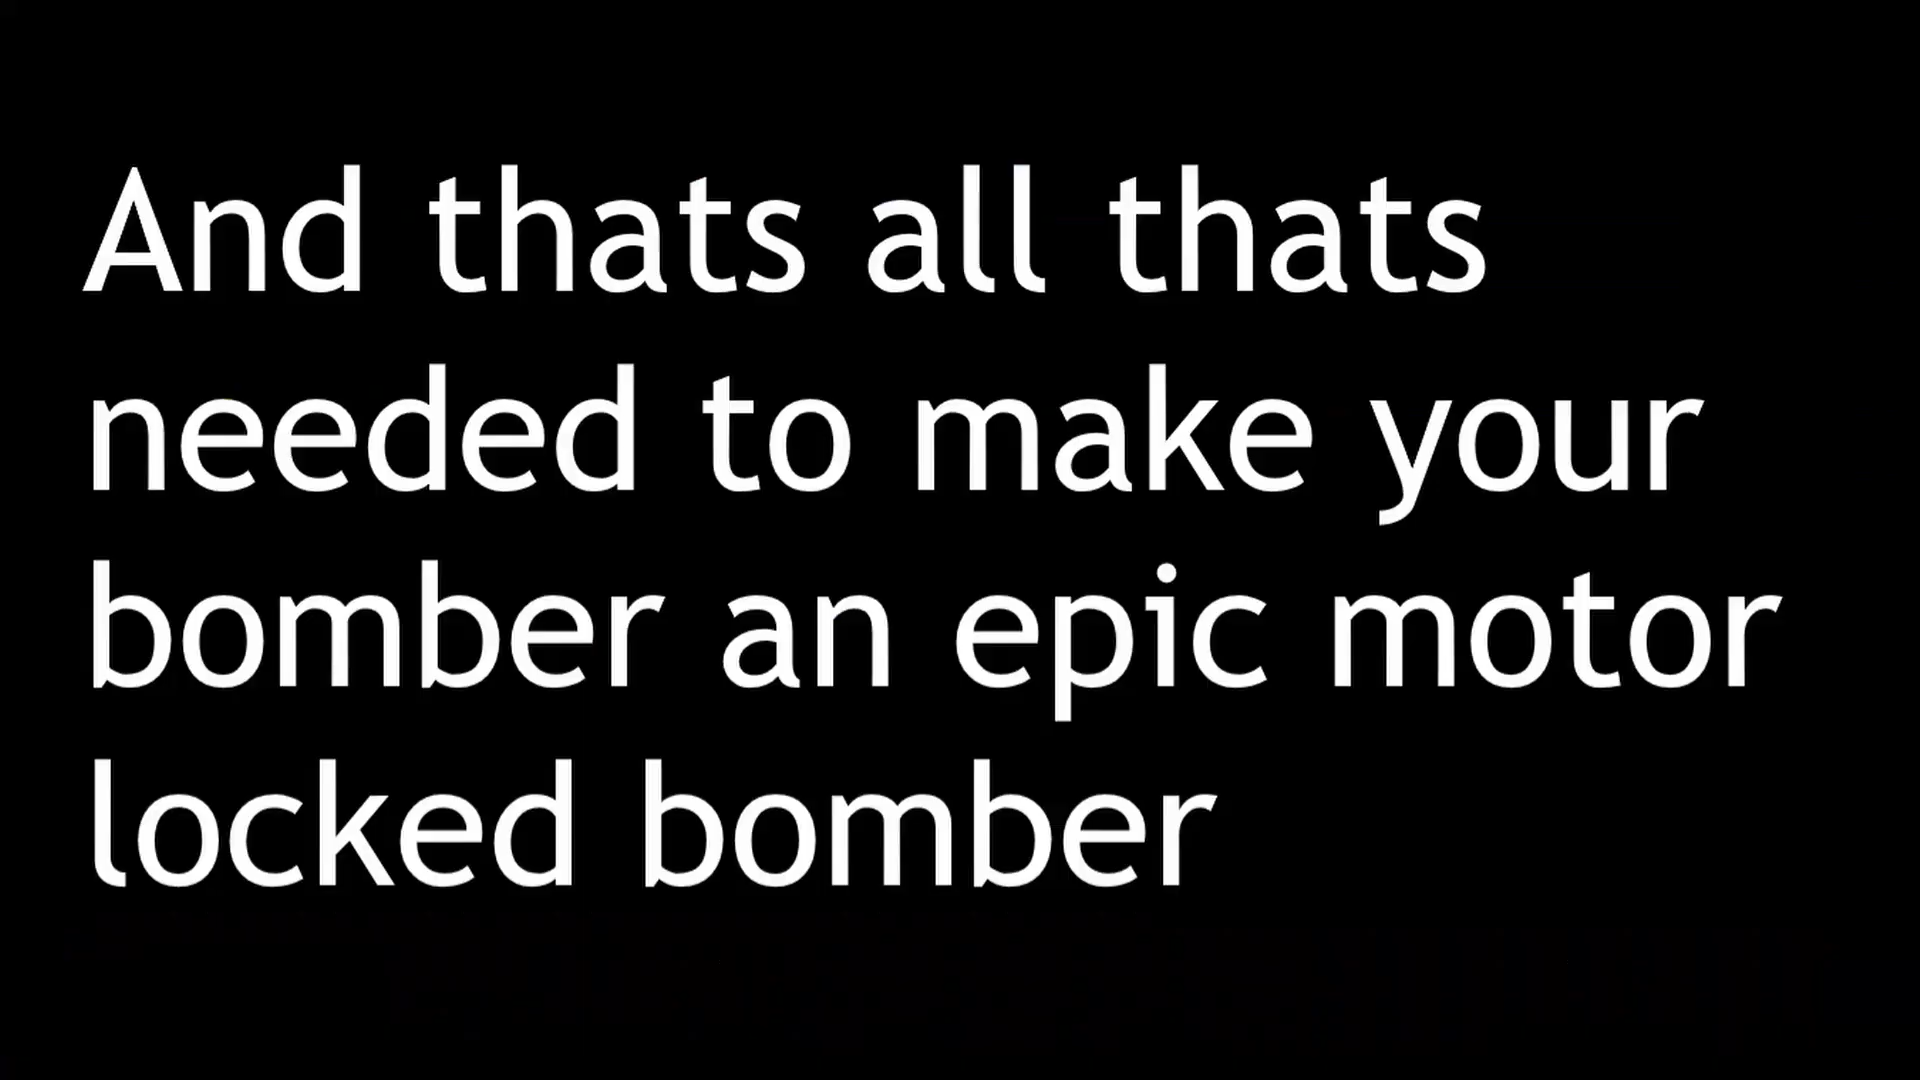 And thats all thats
needed to make your
bomber an epic motor
locked bomber